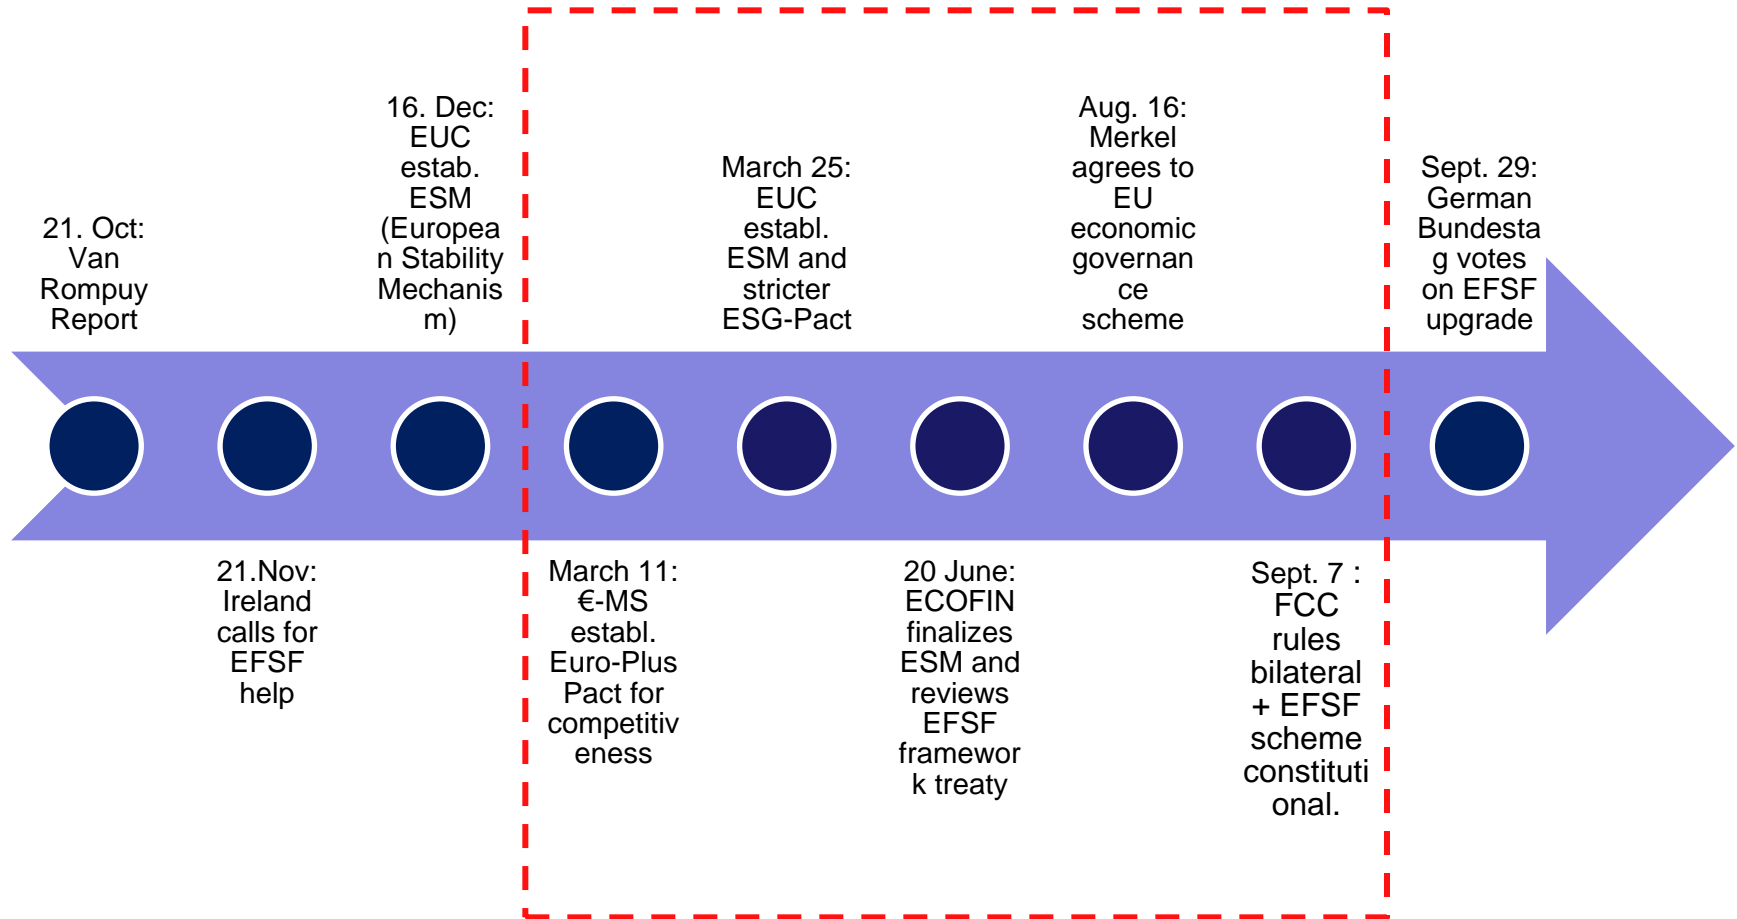 21. Oct:
Van
Rompuy
Report
21.Nov:
Ireland
calls for
EFSF
help
16. Dec:
EUC
estab.
ESM
(Europea
n Stability
Mechanis
m)
March 11:
€-MS
establ.
Euro-Plus
Pact for
competitiv
eness
March 25:
EUC
establ.
ESM and
stricter
ESG-Pact
20 June:
ECOFIN
finalizes
ESM and
reviews
EFSF
framewor
k treaty
Aug. 16:
Merkel
agrees to
EU
economic
governan
ce
scheme
Sept. 7 :
FCC
rules
bilateral
+ EFSF
scheme
constituti
onal.
Sept. 29:
German
Bundesta
g votes
on EFSF
upgrade